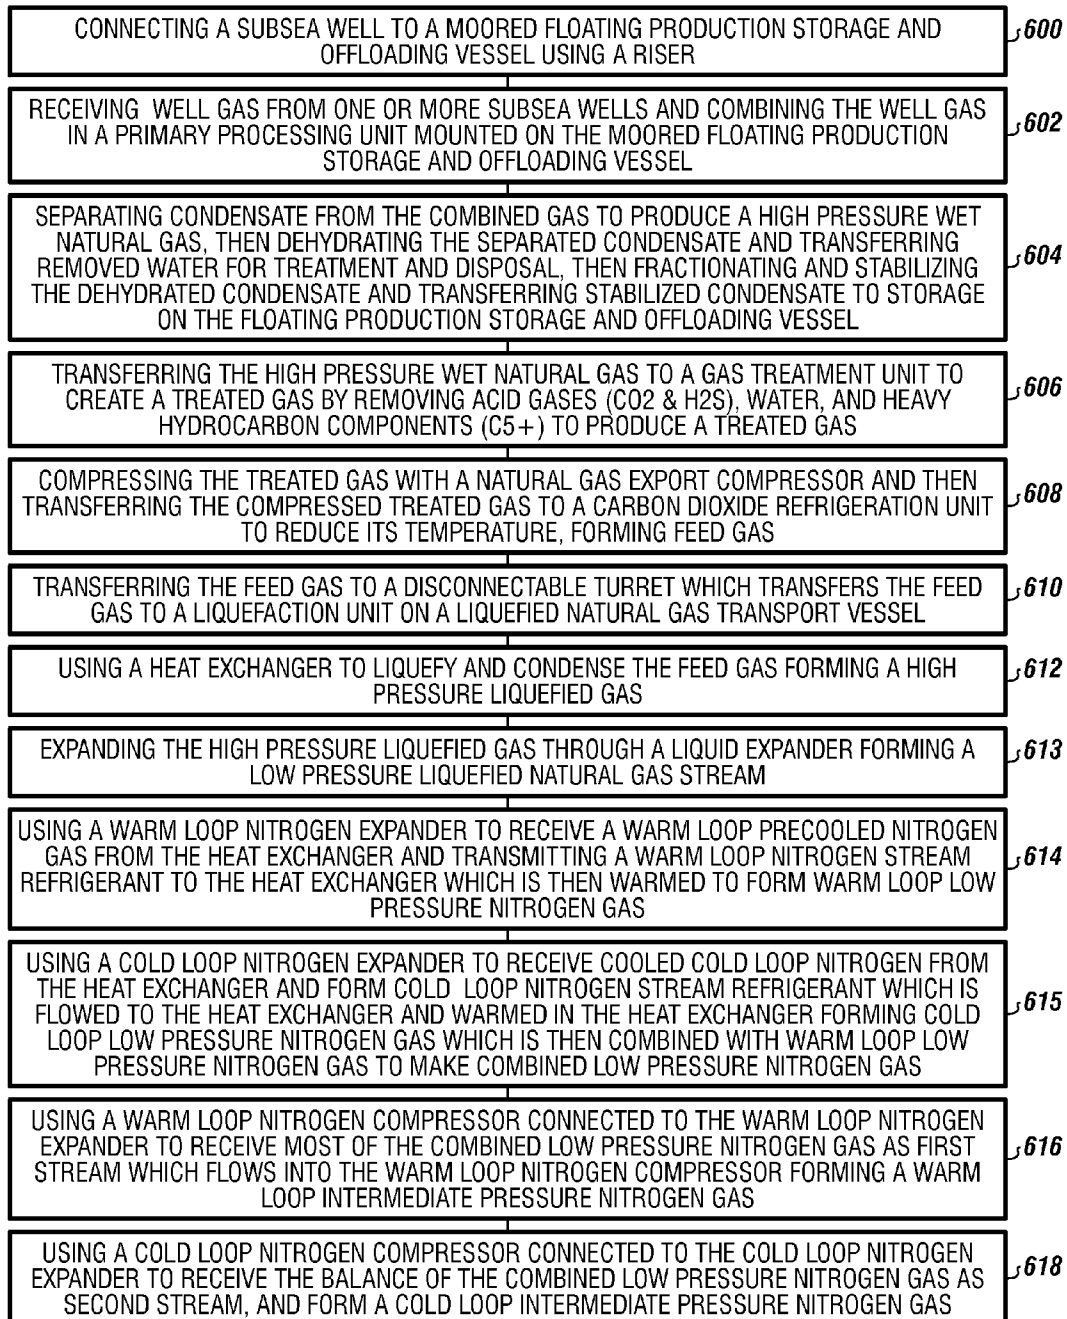 CONNECTING A SUBSEA WELL TO A MOORED FLOATING PRODUCTION STORAGE AND
OFFLOADING VESSEL USING A RISER
600
RECEIVING WELL GAS FROM ONE OR MORE SUBSEA WELLS AND COMBINING THE WELL GAS
IN A PRIMARY PROCESSING UNIT MOUNTED ON THE MOORED FLOATING PRODUCTION
STORAGE AND OFFLOADING VESSEL
602
SEPARATING CONDENSATE FROM THE COMBINED GAS TO PRODUCE A HIGH PRESSURE WET
NATURAL GAS, THEN DEHYDRATING THE SEPARATED CONDENSATE AND TRANSFERRING
REMOVED WATER FOR TREATMENT AND DISPOSAL, THEN FRACTIONATING AND STABILIZING
THE DEHYDRATED CONDENSATE AND TRANSFERRING STABILIZED CONDENSATE TO STORAGE
ON THE FLOATING PRODUCTION STORAGE AND OFFLOADING VESSEL
604
TRANSFERRING THE HIGH PRESSURE WET NATURAL GAS TO A GAS TREATMENT UNIT TO
CREATE A TREATED GAS BY REMOVING ACID GASES (CO2 & H2S), WATER, AND HEAVY
HYDROCARBON COMPONENTS (C5+) TO PRODUCE A TREATED GAS
606
COMPRESSING THE TREATED GAS WITH A NATURAL GAS EXPORT COMPRESSOR AND THEN
TRANSFERRING THE COMPRESSED TREATED GAS TO A CARBON DIOXIDE REFRIGERATION UNIT
TO REDUCE ITS TEMPERATURE, FORMING FEED GAS
608
TRANSFERRING THE FEED GAS TO A DISCONNECTABLE TURRET WHICH TRANSFERS THE FEED
GAS TO A LIQUEFACTION UNIT ON A LIQUEFIED NATURAL GAS TRANSPORT VESSEL
610
USING A HEAT EXCHANGER TO LIQUEFY AND CONDENSE THE FEED GAS FORMING A HIGH
PRESSURE LIQUEFIED GAS
612
EXPANDING THE HIGH PRESSURE LIQUEFIED GAS THROUGH A LIQUID EXPANDER FORMING A
LOW PRESSURE LIQUEFIED NATURAL GAS STREAM
613
USING A WARM LOOP NITROGEN EXPANDER TO RECEIVE A WARM LOOP PRECOOLED NITROGEN
GAS FROM THE HEAT EXCHANGER AND TRANSMITTING A WARM LOOP NITROGEN STREAM
REFRIGERANT TO THE HEAT EXCHANGER WHICH IS THEN WARMED TO FORM WARM LOOP LOW
PRESSURE NITROGEN GAS
614
USING A COLD LOOP NITROGEN EXPANDER TO RECEIVE COOLED COLD LOOP NITROGEN FROM
THE HEAT EXCHANGER AND FORM COLD LOOP NITROGEN STREAM REFRIGERANT WHICH IS
FLOWED TO THE HEAT EXCHANGER AND WARMED IN THE HEAT EXCHANGER FORMING COLD
LOOP LOW PRESSURE NITROGEN GAS WHICH IS THEN COMBINED WITH WARM LOOP LOW
PRESSURE NITROGEN GAS TO MAKE COMBINED LOW PRESSURE NITROGEN GAS
615
USING A WARM LOOP NITROGEN COMPRESSOR CONNECTED TO THE WARM LOOP NITROGEN
EXPANDER TO RECEIVE MOST OF THE COMBINED LOW PRESSURE NITROGEN GAS AS FIRST
STREAM WHICH FLOWS INTO THE WARM LOOP NITROGEN COMPRESSOR FORMING A WARM
LOOP INTERMEDIATE PRESSURE NITROGEN GAS
616
USING A COLD LOOP NITROGEN COMPRESSOR CONNECTED TO THE COLD LOOP NITROGEN
EXPANDER TO RECEIVE THE BALANCE OF THE COMBINED LOW PRESSURE NITROGEN GAS AS
SECOND STREAM, AND FORM A COLD LOOP INTERMEDIATE PRESSURE NITROGEN GAS
618